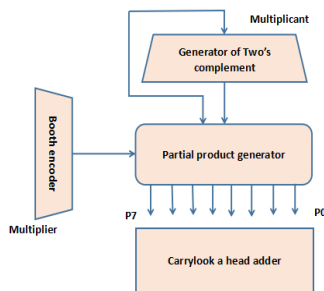 Multiplicant
Generator of Two's
complement
Booth encoder
Partial product generator
Multiplier
P7
P0
Carrylook a head adder